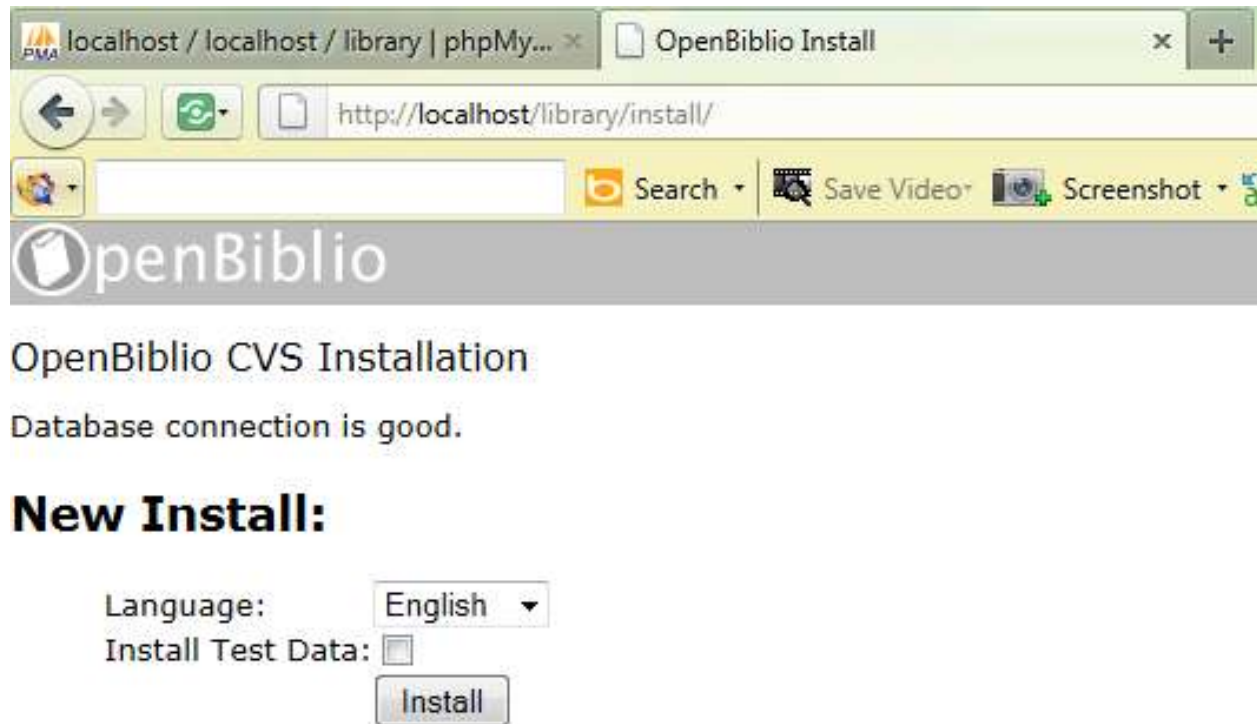 PMA localhost / localhost / library | phpMy... OpenBiblio Install
http://localhost/library/install/
Search Save Video Screenshot
OpenBiblio
OpenBiblio CVS Installation
Database connection is good.
New Install:
Language: English
Install Test Data:
Install